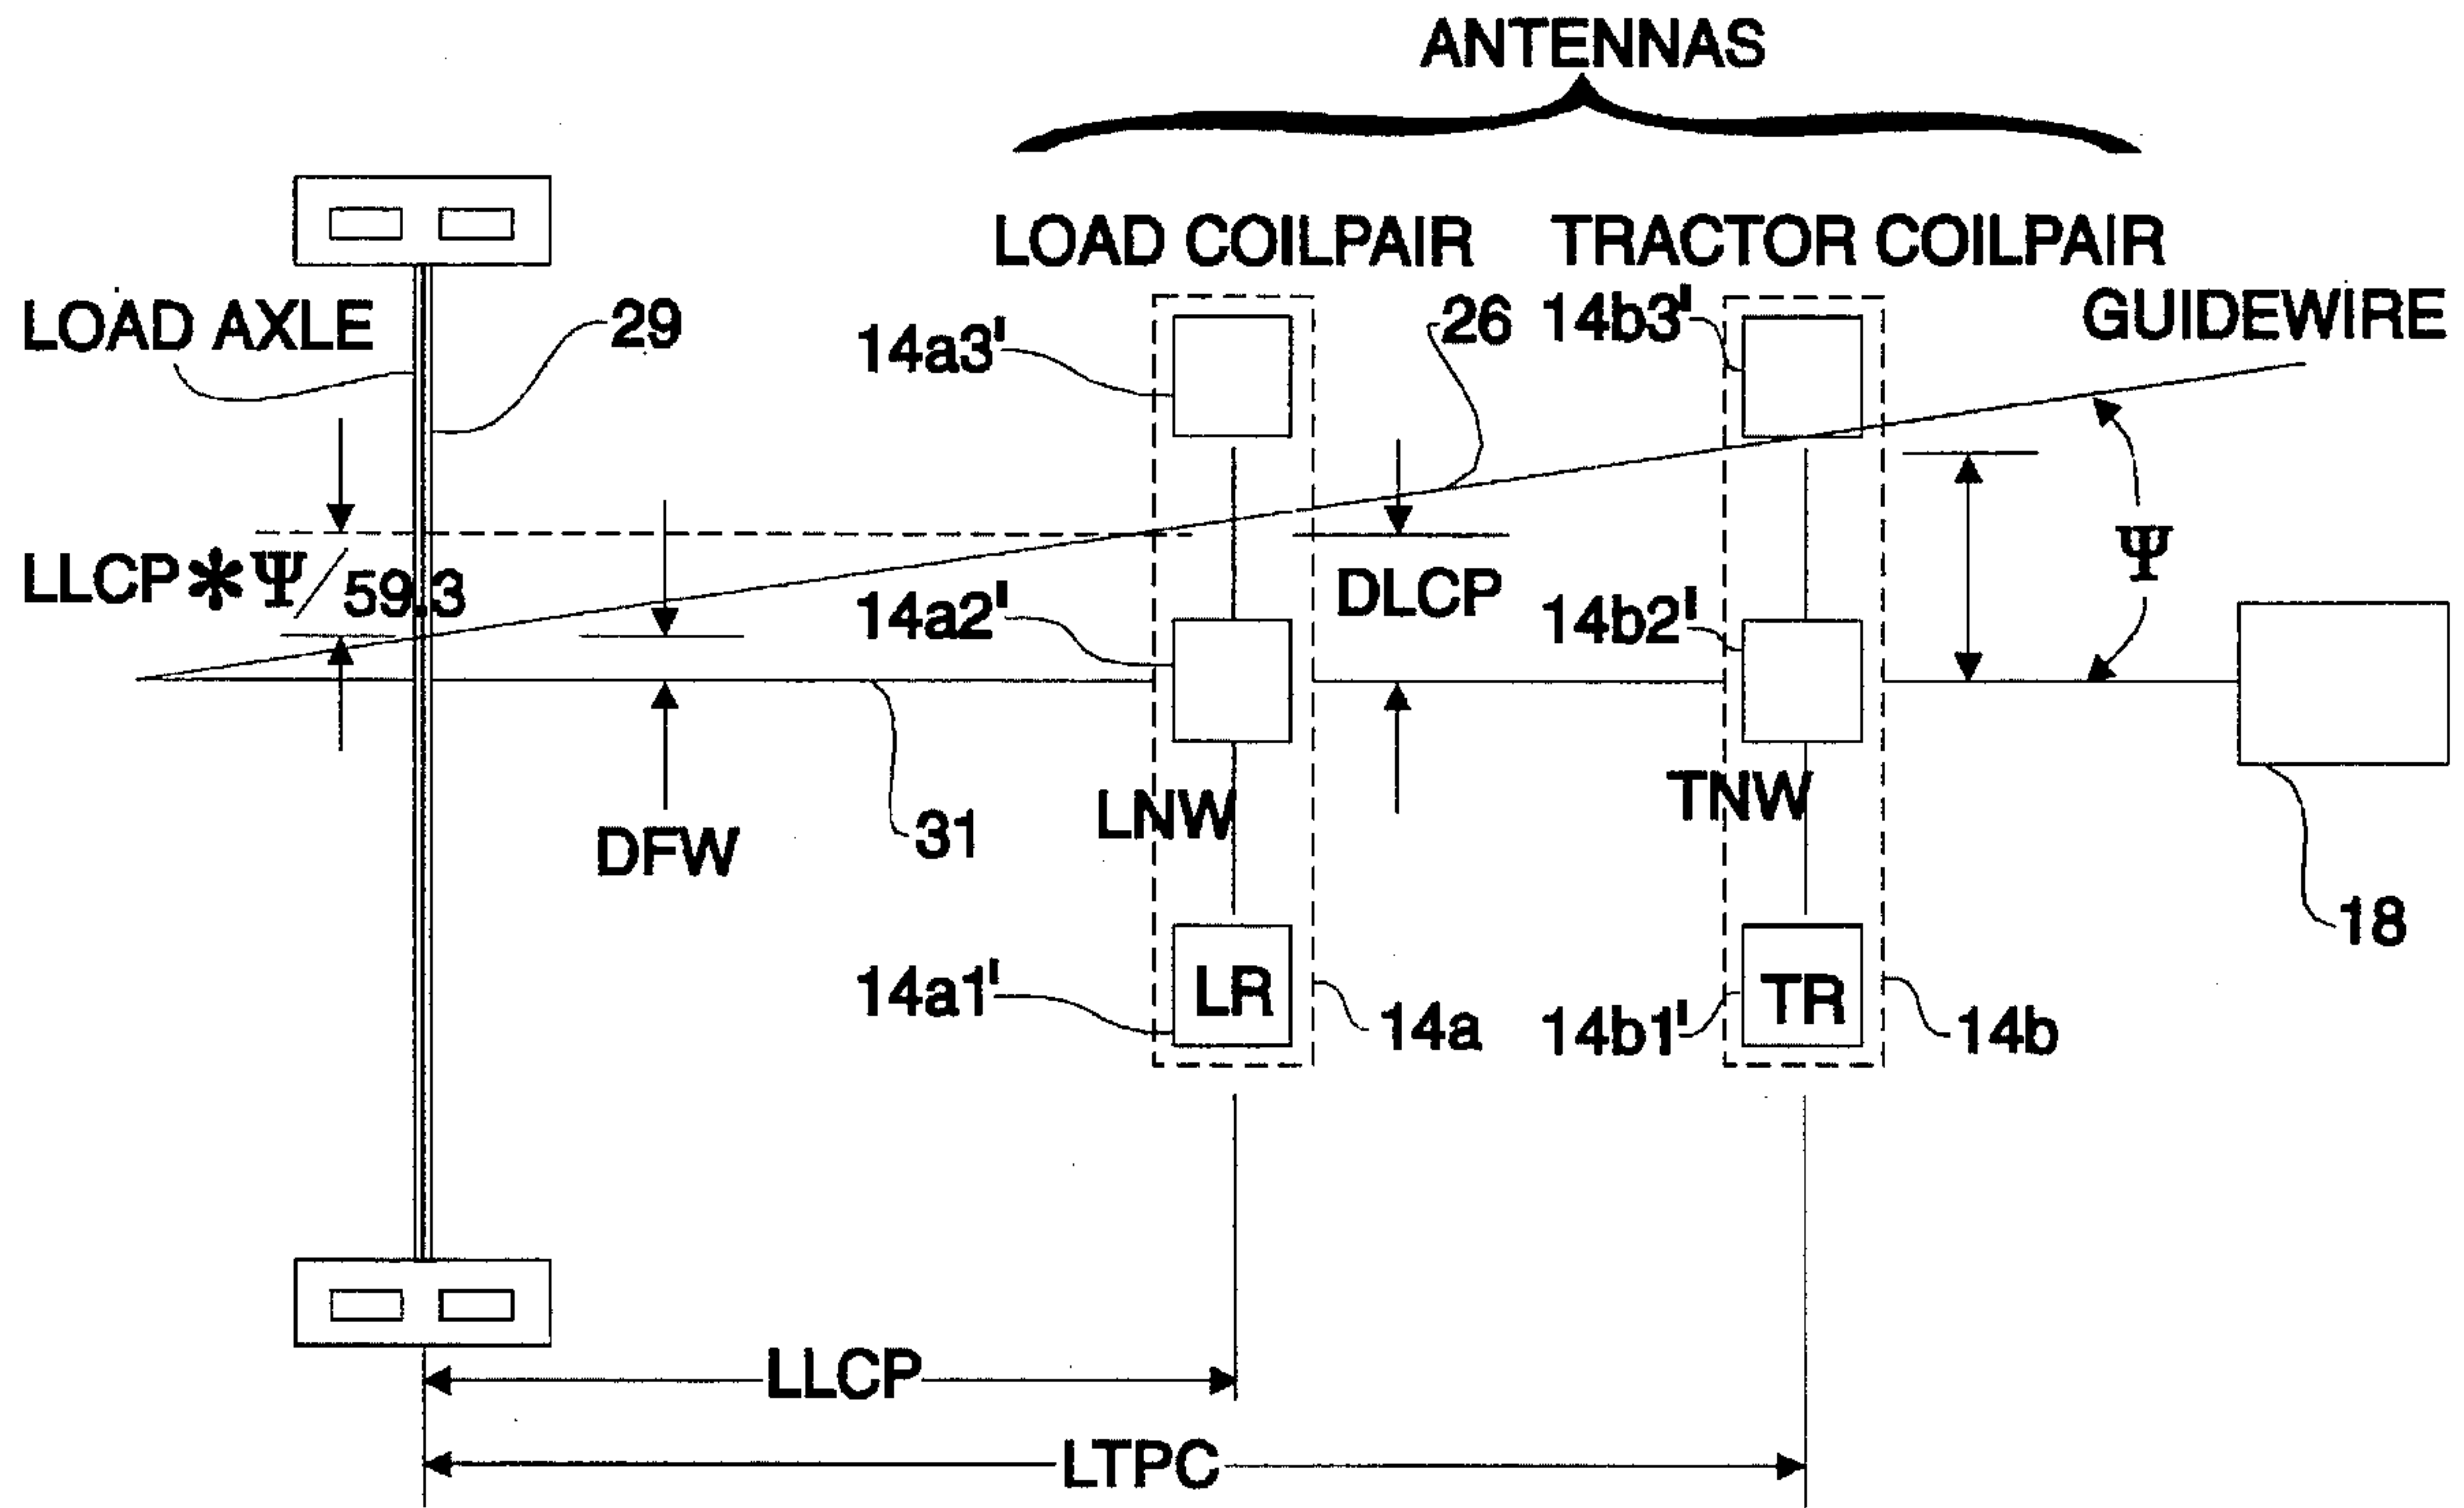 ANTENNAS
LOAD COILPAIR
TRACTOR COILPAIR
LOAD AXLE
29
14a3'
26
14b3'
GUIDEWIRE
LLCP*Ψ/59.3
14a2'
DLCP
14b2'
Ψ
DFW
31
LNW
TNW
18
14a1'
LR
14a
14b1'
TR
14b
LLCP
LTPC